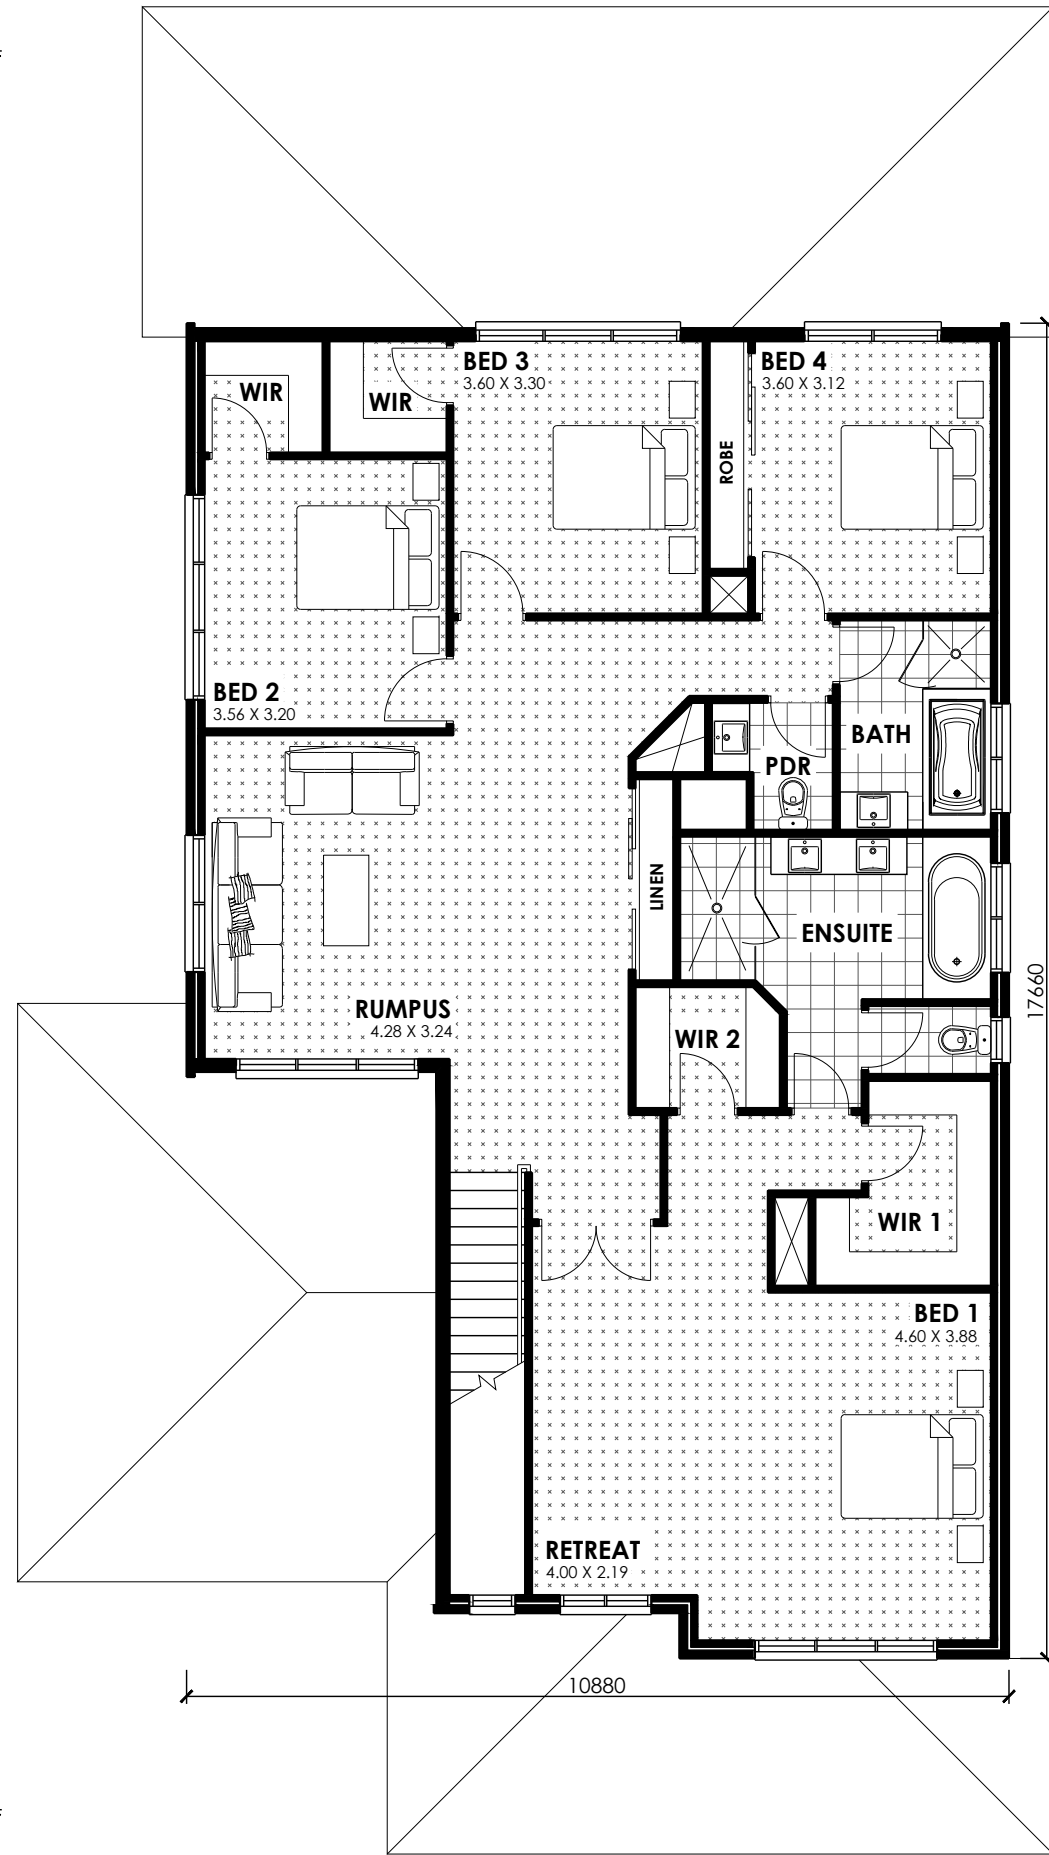 BED 3
3.60 X 3.30
BED 4
3.60 X 3.12
WIR
WIR
ROBE
BED 2
3.56 X 3.20
BATH
PDR
LINEN
ENSUITE
RUMPUS
4.28 X 3.24
WIR 2
17660
WIR 1
BED 1
4.60 X 3.88
RETREAT
4.00 X 2.19
10880